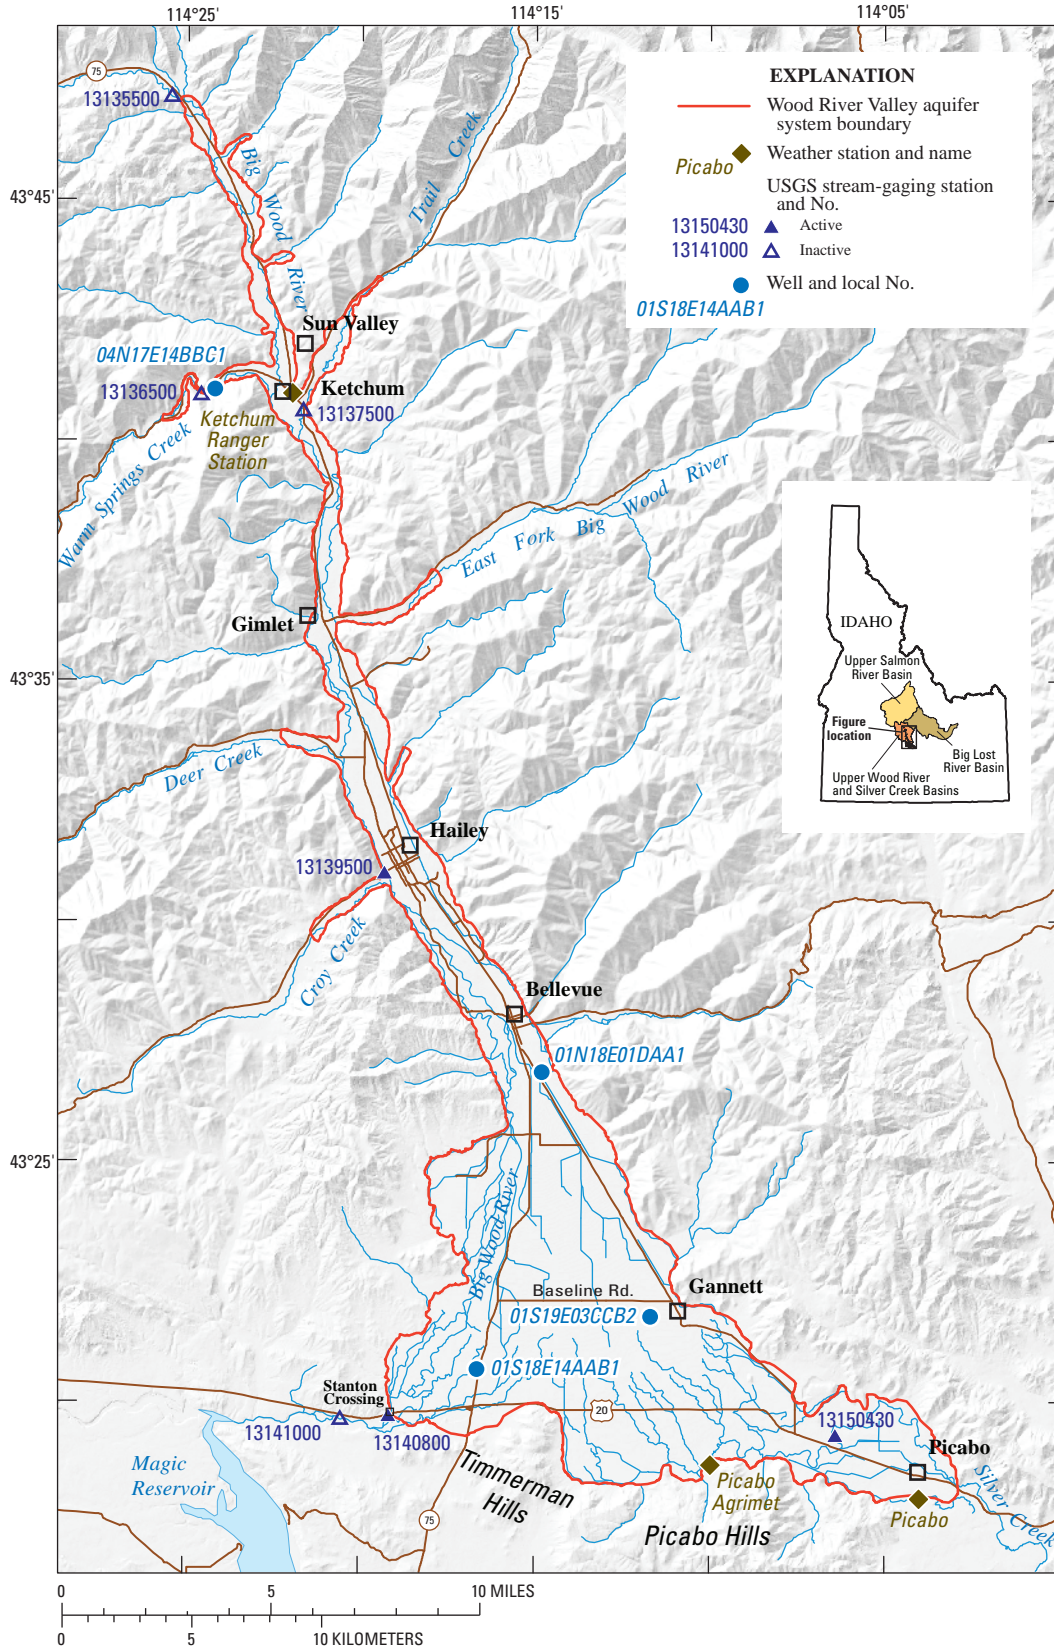 114°25'
114°15'
114°05'
75
13135500
Big Wood River
Trail Creek
43°45'
EXPLANATION
Wood River Valley aquifer
system boundary
Picabo
Weather station and name
USGS stream-gaging station
and No.
13150430
Active
13141000
Inactive
Well and local No.
01S18E14AAB1
Sun Valley
04N17E14BBC1
13136500
Ketchum
13137500
Ketchum
Ranger
Station
Warm Springs Creek
East Fork Big Wood River
Gimlet
43°35'
IDAHO
Upper Salmon
River Basin
Figure
location
Big Lost
River Basin
Upper Wood River
and Silver Creek Basins
Deer Creek
Hailey
13139500
Croy Creek
Bellevue
01N18E01DAA1
43°25'
Big Wood River
Gannett
Baseline Rd.
01S19E03CCB2
01S18E14AAB1
Stanton
Crossing
20
13141000
13140800
13150430
Picabo
Magic
Reservoir
Timmerman
Hills
Picabo
Agrimet
Silver Creek
Picabo
75
Picabo Hills
0
5
10 MILES
0
5
10 KILOMETERS